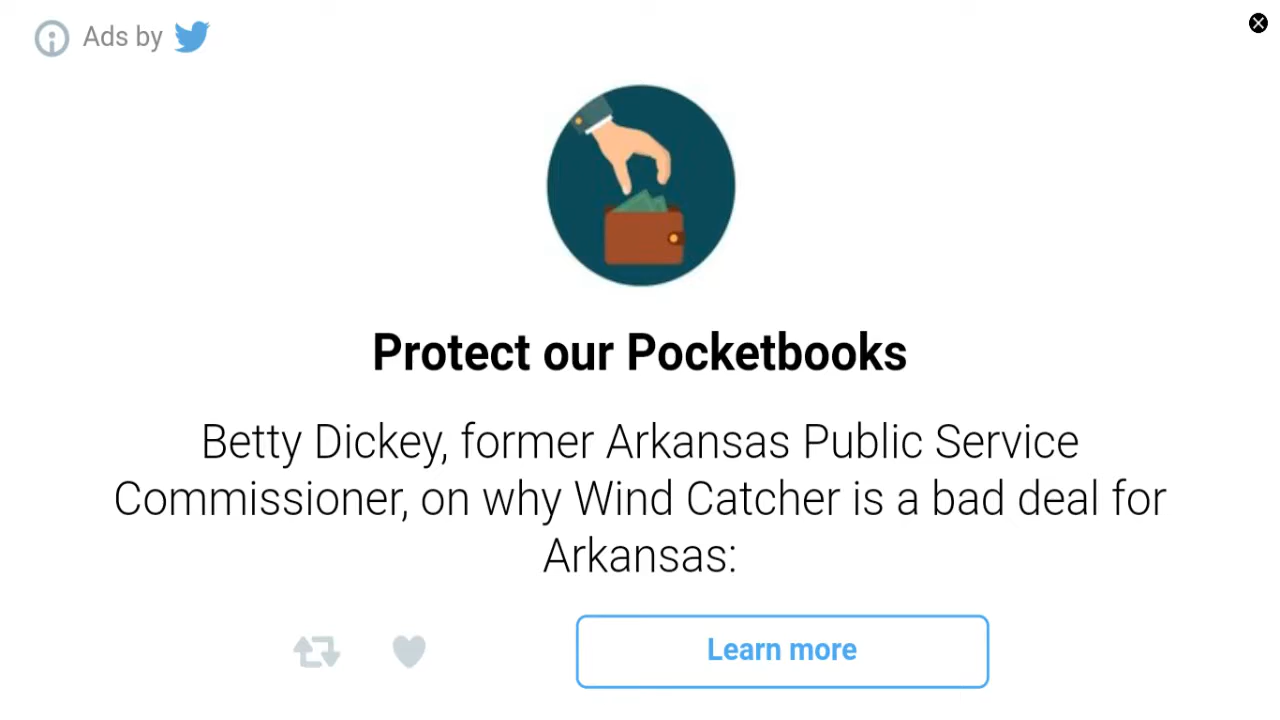 Ads by
Protect our Pocketbooks
Betty Dickey, former Arkansas Public Service
Commissioner, on why Wind Catcher is a bad deal for
Arkansas:
Learn more